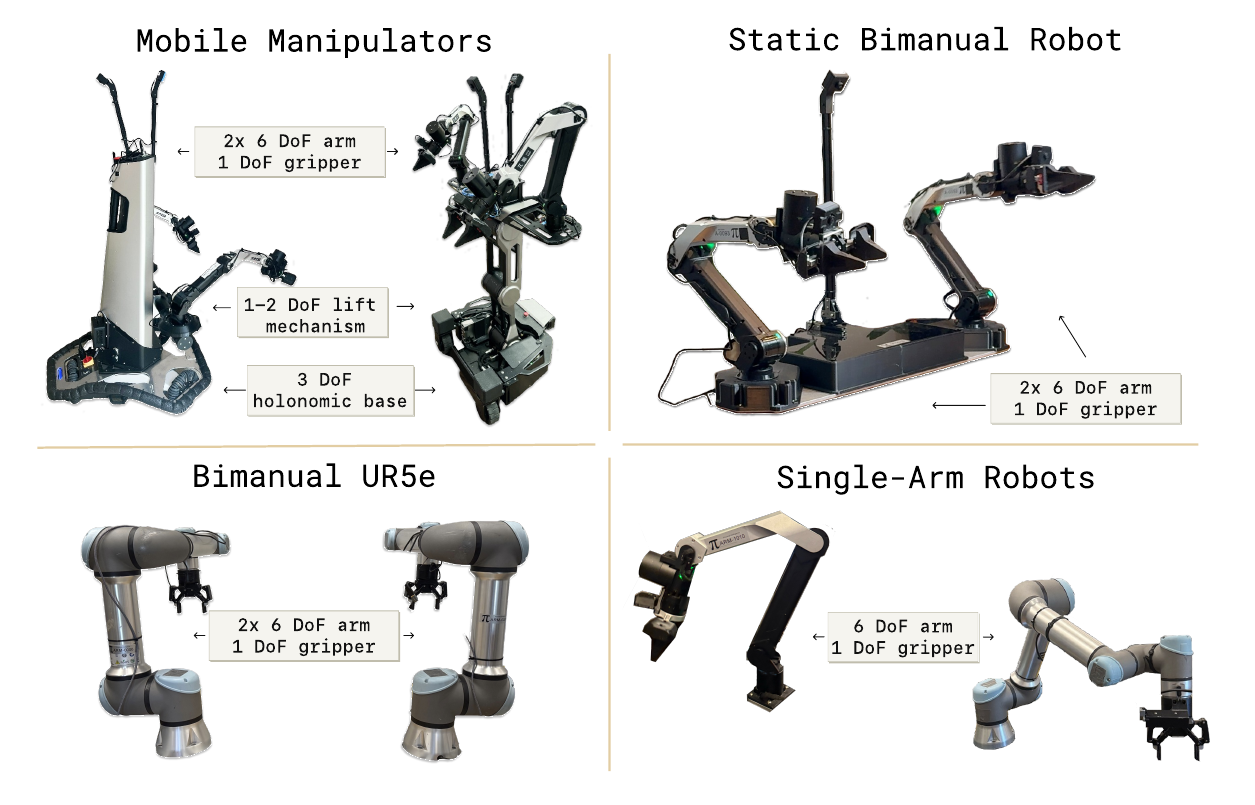 Mobile Manipulators
2x 6 DoF arm
1 DoF gripper
1–2 DoF lift
mechanism
3 DoF
holonomic base
Static Bimanual Robot
2x 6 DoF arm
1 DoF gripper
Bimanual UR5e
2x 6 DoF arm
1 DoF gripper
Single-Arm Robots
π ARM-1010
6 DoF arm
1 DoF gripper